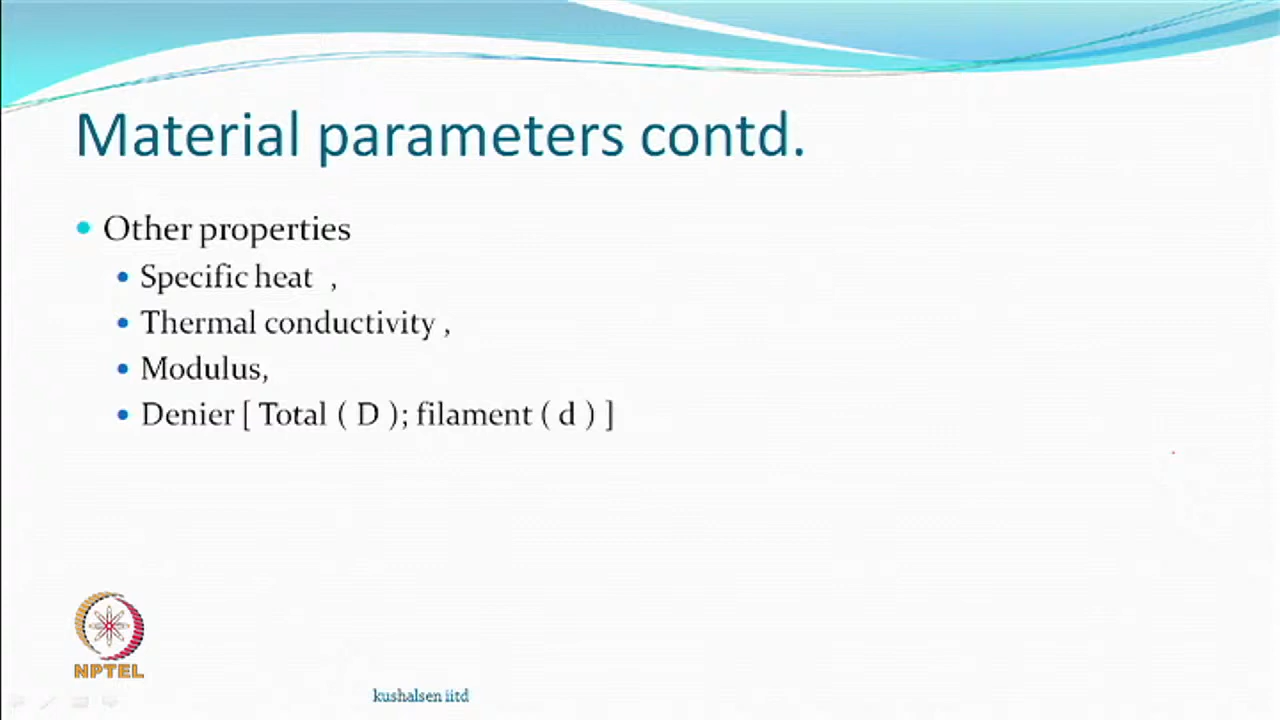 Material parameters contd.
Other properties
Specific heat ,
Thermal conductivity ,
Modulus,
Denier [ Total ( D ); filament ( d ) ]
NPTEL
kushalsen iitd